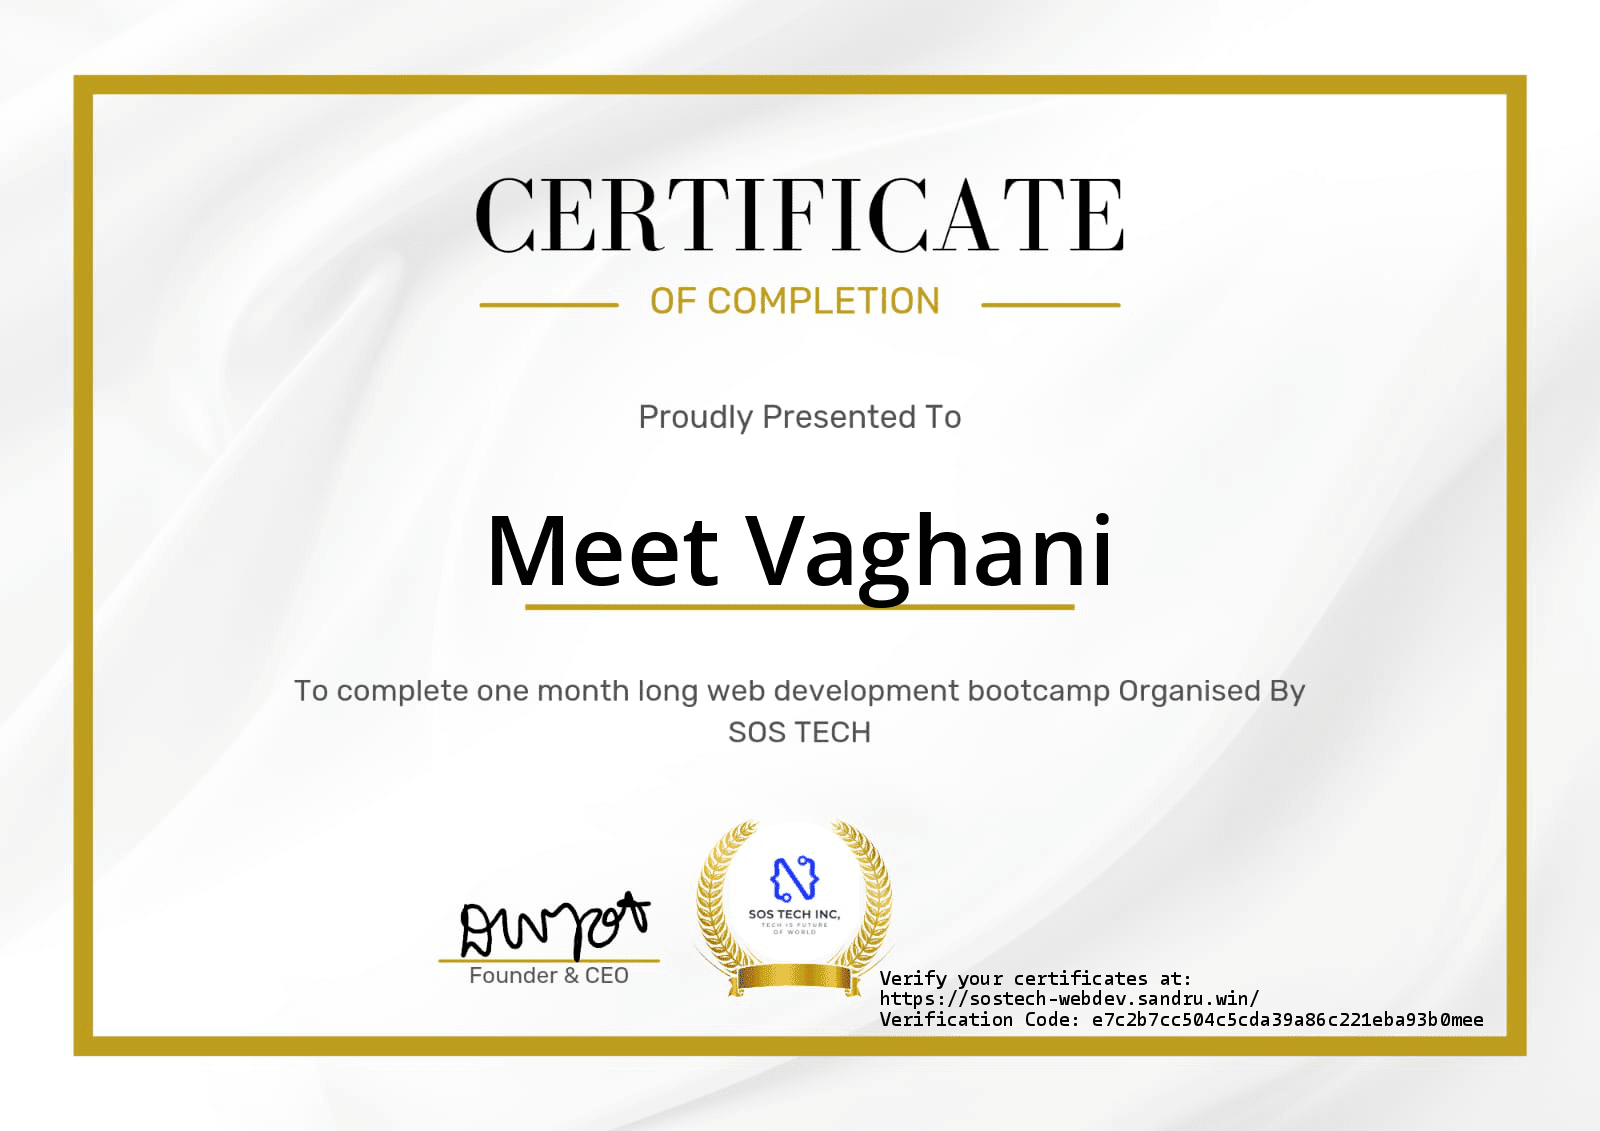 CERTIFICATE
OF COMPLETION
Proudly Presented To
Meet Vaghani
To complete one month long web development bootcamp Organised By
SOS TECH
SOS TECH INC,
TECH IS FUTURE
OF WORLD
Founder & CEO
Verify your certificates at:
https://sostech-webdev.sandru.win/
Verification Code: e7c2b7cc504c5cda39a86c221eba93b0mee